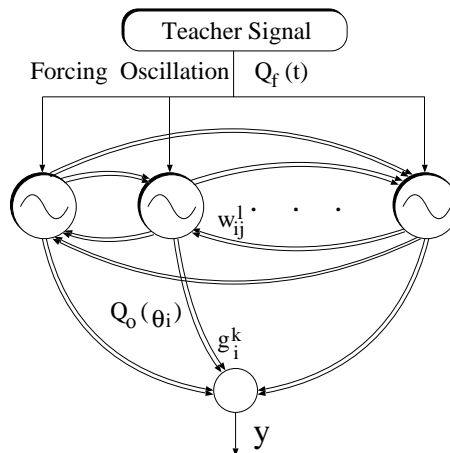 Teacher Signal
Forcing Oscillation Q_f (t)
w_ij^l . . .
Q_o (θ_i)
g_i^k
y